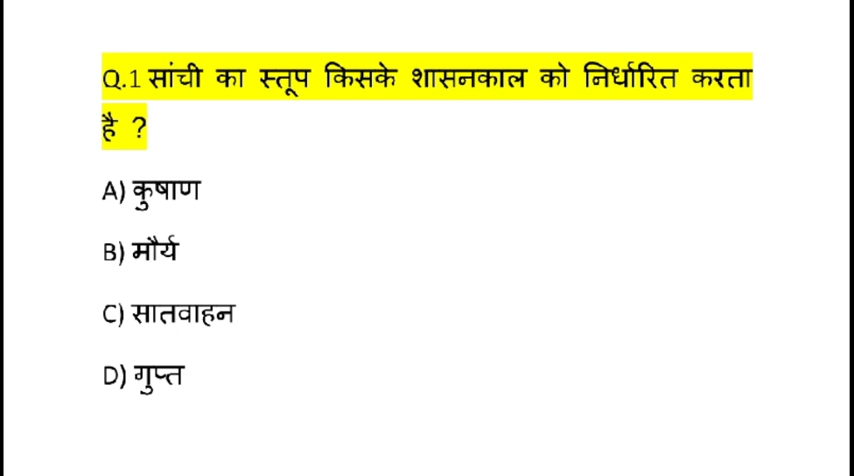 Q.1 सांची का स्तूप किसके शासनकाल को निर्धारित करता
है ?
A) कुषाण
B) मौर्य
C) सातवाहन
D) गुप्त